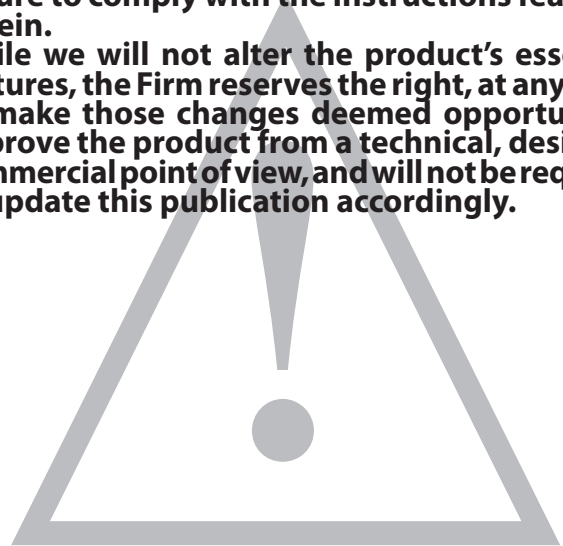 ure to comply with the instructions fea
ein.
ile we will not alter the product's ess
tures, the Firm reserves the right, at any
make those changes deemed opportu
prove the product from a technical, desi
mmercial point of view, and will not be req
update this publication accordingly.